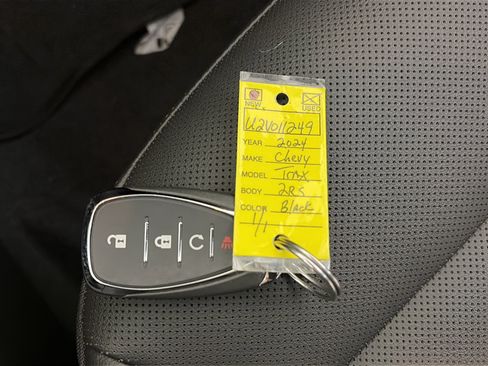 NEW USED
U2V011249
YEAR 2024
MAKE Chevy
MODEL Trax
BODY 2RS
COLOR Black
1/1